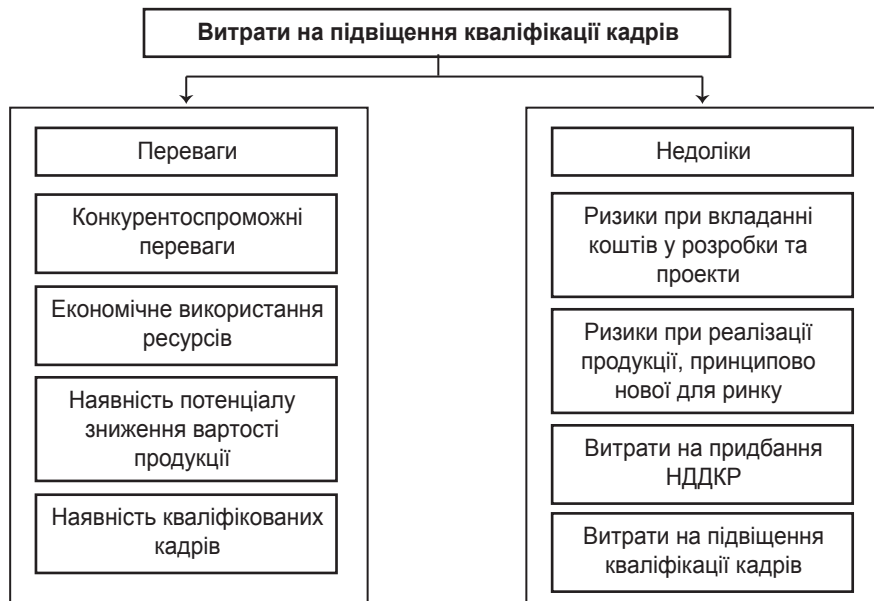 Витрати на підвіщення кваліфікації кадрів
Переваги
Конкурентоспроможні
переваги
Економічне використання
ресурсів
Наявність потенціалу
зниження вартості
продукції
Наявність кваліфікованих
кадрів
Недоліки
Ризики при вкладанні
коштів у розробки та
проекти
Ризики при реалізації
продукції, принципово
нової для ринку
Витрати на придбання
НДДКР
Витрати на підвіщення
кваліфікації кадрів